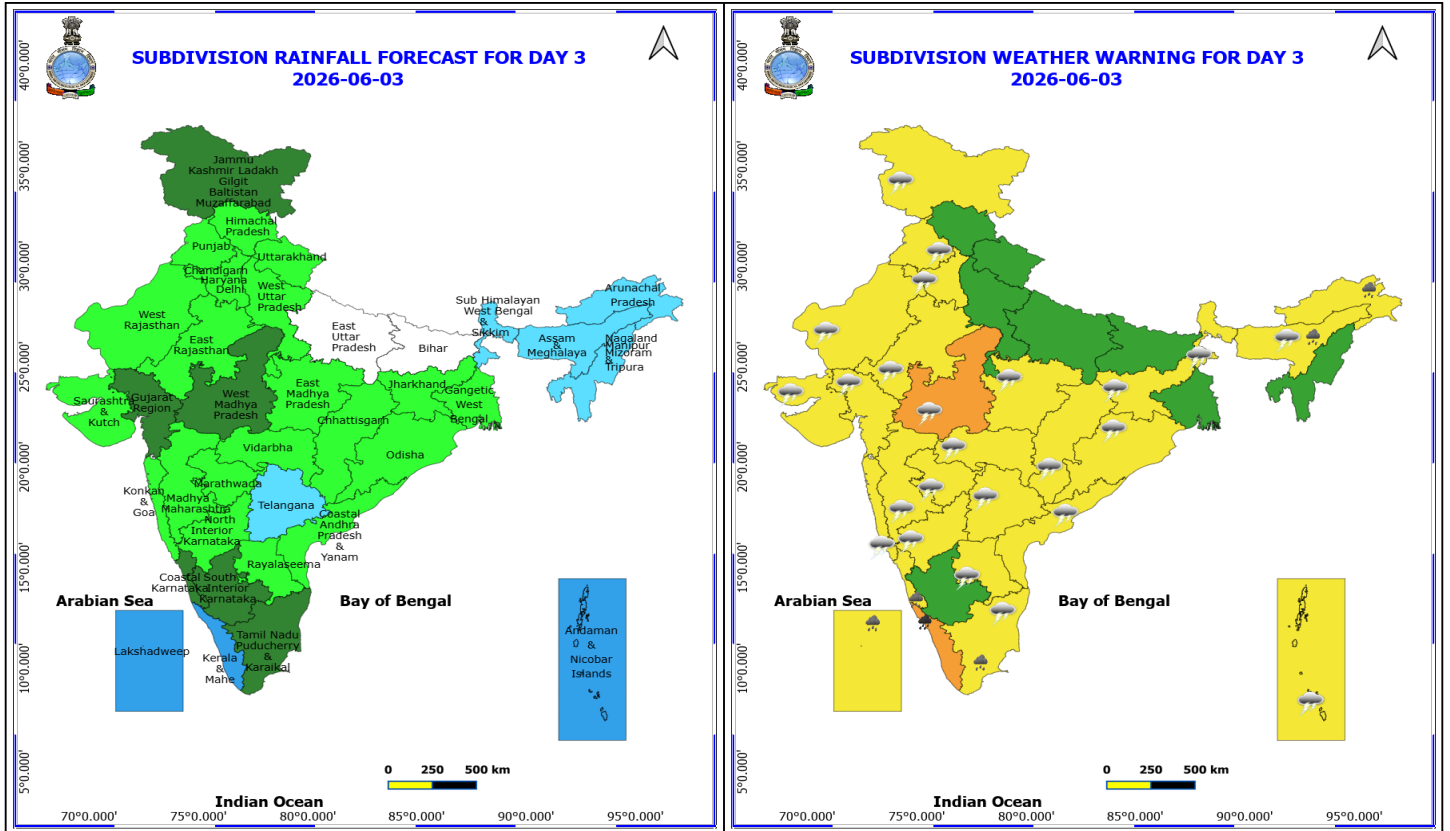 SUBDIVISION RAINFALL FORECAST FOR DAY 3
2026-06-03
40°0.000'
35°0.000'
30°0.000'
25°0.000'
20°0.000'
15°0.000'
10°0.000'
5°0.000'
Jammu
Kashmir Ladakh
Gilgit
Baltistan
Muzaffarabad
Himachal
Pradesh
Punjab
Uttarakhand
Chandigarh
Haryana
Delhi
West
Uttar
Pradesh
West
Rajasthan
East
Rajasthan
East
Uttar
Pradesh
Bihar
Sub Himalayan
West Bengal
&
Sikkim
Arunachal
Pradesh
Assam
&
Meghalaya
Nagaland
Manipur
Mizoram
&
Tripura
Saurashtra
&
Kutch
Gujarat
Region
West
Madhya
Pradesh
East
Madhya
Pradesh
Jharkhand
Gangetic
West
Bengal
Chhattisgarh
Odisha
Vidarbha
Marathwada
Konkan
&
Goa
Madhya
Maharashtra
Telangana
North
Interior
Karnataka
Coastal
Andhra
Pradesh
&
Yanam
Rayalaseema
Coastal
Karnataka
South
Interior
Karnataka
Arabian Sea
Bay of Bengal
Lakshadweep
Kerala
&
Mahe
Tamil Nadu
Puducherry
&
Karaikal
Andaman
&
Nicobar
Islands
0 250 500 km
Indian Ocean
70°0.000' 75°0.000' 80°0.000' 85°0.000' 90°0.000' 95°0.000'
SUBDIVISION WEATHER WARNING FOR DAY 3
2026-06-03
40°0.000'
35°0.000'
30°0.000'
25°0.000'
20°0.000'
15°0.000'
10°0.000'
5°0.000'
Arabian Sea
Bay of Bengal
0 250 500 km
Indian Ocean
70°0.000' 75°0.000' 80°0.000' 85°0.000' 90°0.000' 95°0.000'